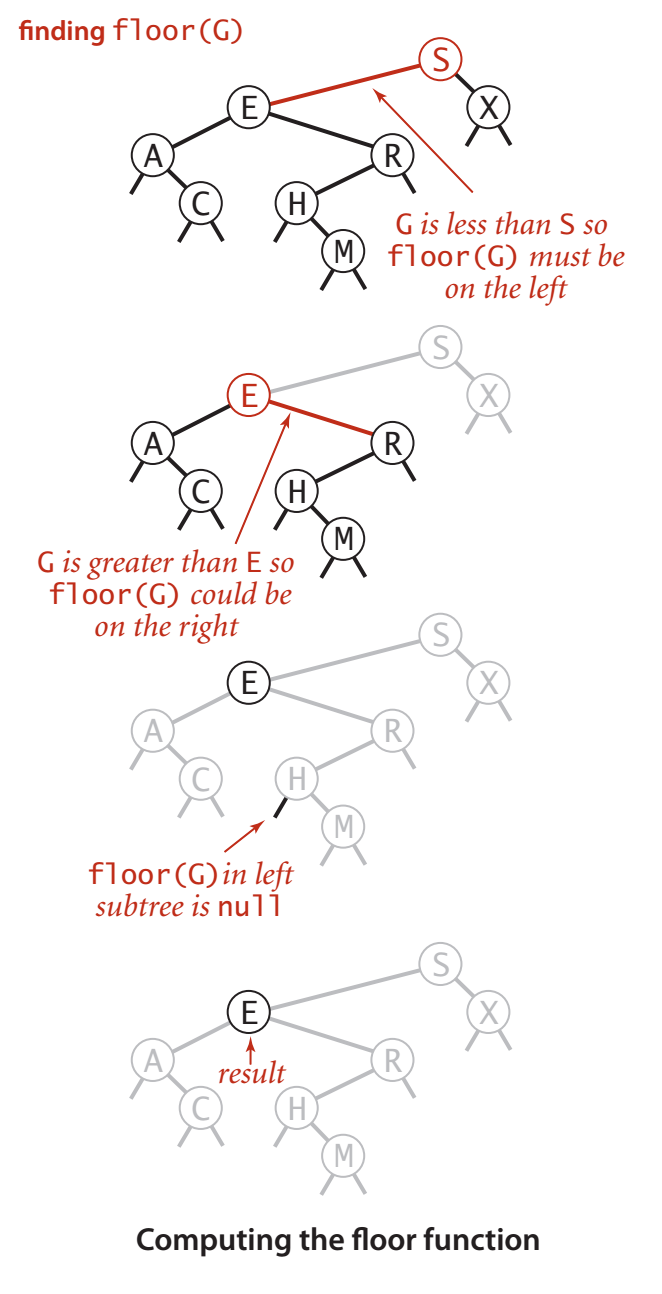 finding floor(G)
S
E
X
A
R
C
H
M
G is less than S so
floor(G) must be
on the left
S
E
X
A
R
C
H
M
G is greater than E so
floor(G) could be
on the right
S
E
X
A
R
C
H
M
floor(G)in left
subtree is null
S
E
X
A
R
result
C
H
M
Computing the floor function